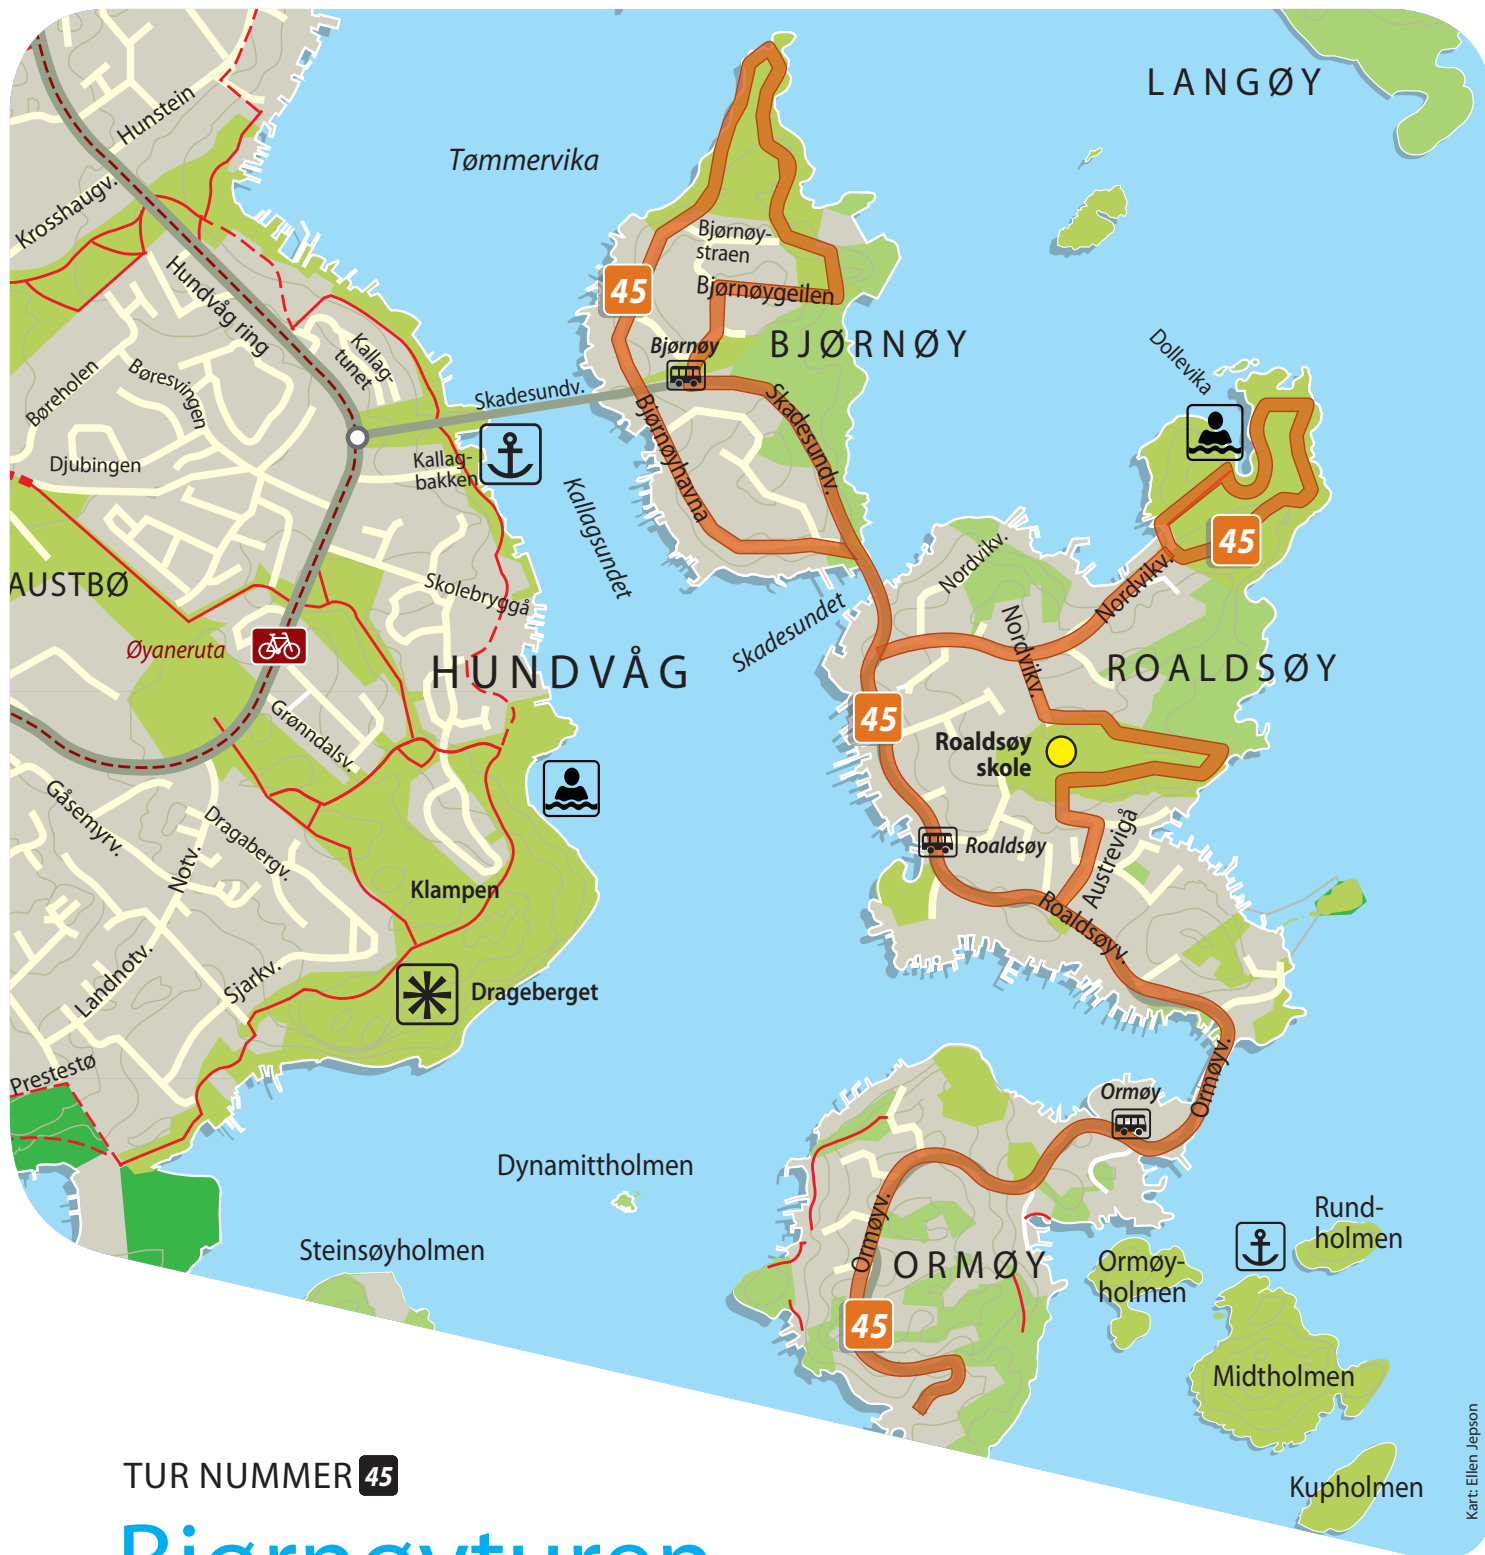 LANGØY
Tømmervika
Hunstein
Krosshaugv.
Hundvåg ring
Bjørnøy-
straen
Bjørnøygeilen
45
BJØRNØY
Bjørnøy
Kallag-
tunet
Børeholen
Børesvingen
Skadesundv.
Skadesundv.
Dollevika
Djubingen
Kallag-
bakken
Bjørnøyhavna
Kallagsundet
45
AUSTBØ
Skolebryggå
Nordvikv.
Nordvikv.
Nordvikv.
Skadesundet
Øyaneruta
HUNDVÅG
ROALDSØY
45
Grønndalsv.
Roaldsøy
skole
Gåsemyrv.
Dragabergv.
Notv.
Roaldsøy
Austrevigå
Klampen
Roaldsøyv.
Landnotv.
Sjarkv.
Drageberget
Prestestø
Ormøyv.
Ormøy
Dynamittholmen
Ormøyv.
Steinsøyholmen
ORMØY
Rund-
holmen
Ormøy-
holmen
45
Midtholmen
Kupholmen
Kart: Ellen Jepson
TUR NUMMER 45
Bjørnøyturen